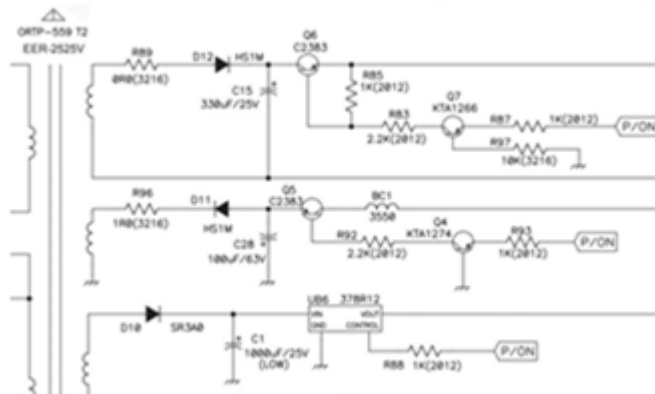 ORTP-559 T2
EER-2525V
R89
0R0(3216)
D12
HS1M
C15
330uF/25V
Q6
C2383
R85
1K(2012)
R83
2.2K(2012)
Q7
KTA1266
R87
1K(2012)
R97
10K(3216)
P/ON
R96
1R0(3216)
D11
HS1M
C28
100uF/63V
Q5
C2383
BC1
3550
R92
2.2K(2012)
Q4
KTA1274
R93
1K(2012)
P/ON
D10
SR3A0
C1
1000uF/25V
(LOW)
UB6
378R12
VIN
VOUT
GND
CONTROL
R88
1K(2012)
P/ON